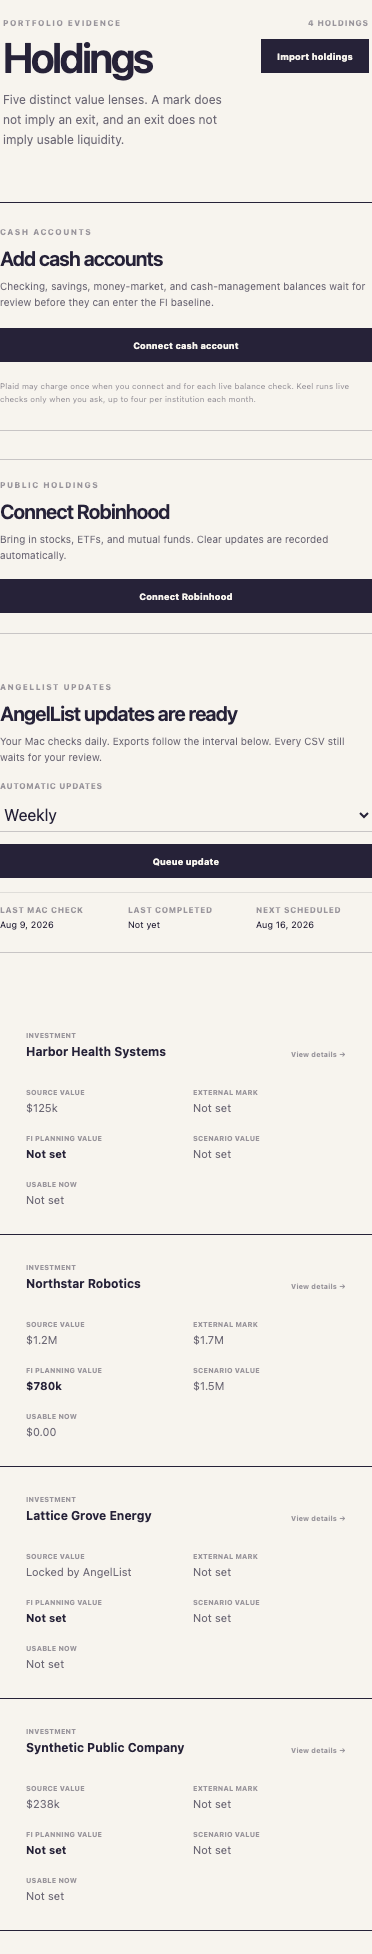 PORTFOLIO EVIDENCE
4 HOLDINGS
Holdings
Import holdings
Five distinct value lenses. A mark does
not imply an exit, and an exit does not
imply usable liquidity.
CASH ACCOUNTS
Add cash accounts
Checking, savings, money-market, and cash-management balances wait for
review before they can enter the FI baseline.
Connect cash account
Plaid may charge once when you connect and for each live balance check. Keel runs live
checks only when you ask, up to four per institution each month.
PUBLIC HOLDINGS
Connect Robinhood
Bring in stocks, ETFs, and mutual funds. Clear updates are recorded
automatically.
Connect Robinhood
ANGELLIST UPDATES
AngelList updates are ready
Your Mac checks daily. Exports follow the interval below. Every CSV still
waits for your review.
AUTOMATIC UPDATES
Weekly
Queue update
LAST MAC CHECK
Aug 9, 2026
LAST COMPLETED
Not yet
NEXT SCHEDULED
Aug 16, 2026
INVESTMENT
Harbor Health Systems
View details →
SOURCE VALUE
$125k
EXTERNAL MARK
Not set
FI PLANNING VALUE
Not set
SCENARIO VALUE
Not set
USABLE NOW
Not set
INVESTMENT
Northstar Robotics
View details →
SOURCE VALUE
$1.2M
EXTERNAL MARK
$1.7M
FI PLANNING VALUE
$780k
SCENARIO VALUE
$1.5M
USABLE NOW
$0.00
INVESTMENT
Lattice Grove Energy
View details →
SOURCE VALUE
Locked by AngelList
EXTERNAL MARK
Not set
FI PLANNING VALUE
Not set
SCENARIO VALUE
Not set
USABLE NOW
Not set
INVESTMENT
Synthetic Public Company
View details →
SOURCE VALUE
$238k
EXTERNAL MARK
Not set
FI PLANNING VALUE
Not set
SCENARIO VALUE
Not set
USABLE NOW
Not set